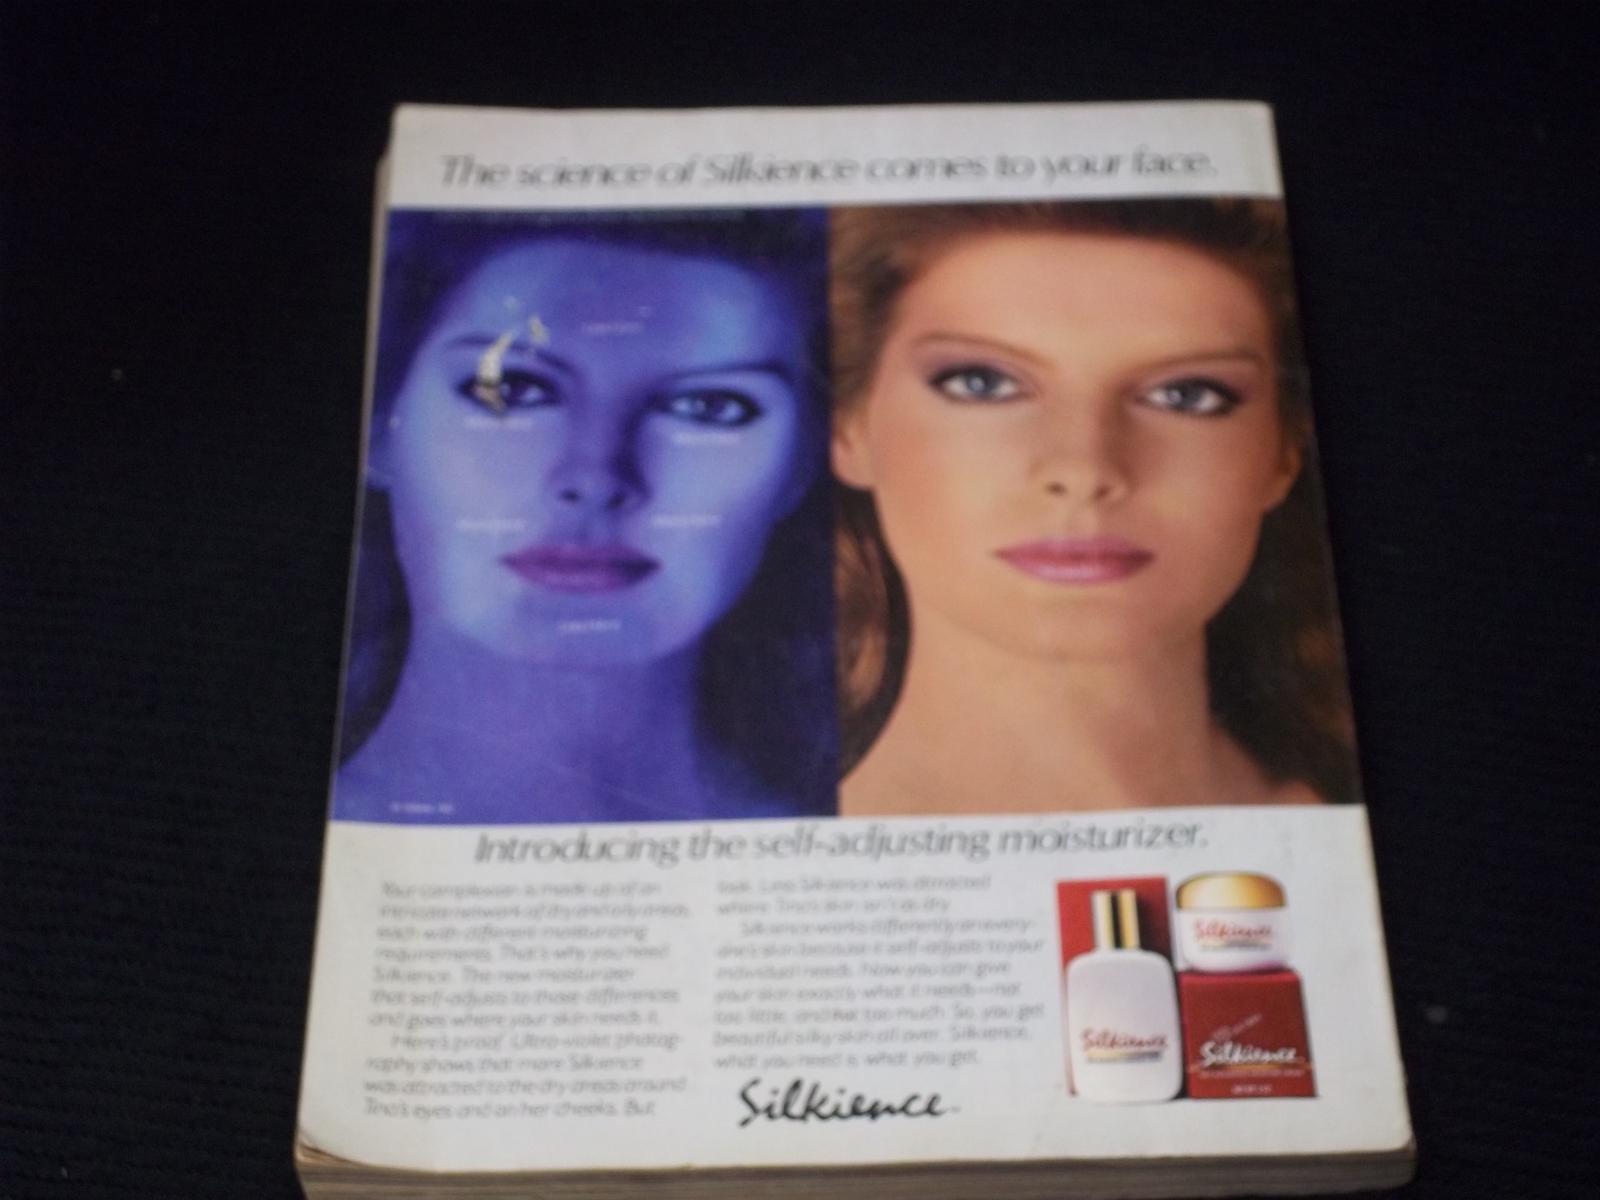 The science of Silkience comes to your face.
Introducing the self-adjusting moisturizer.
Your complexion is made up of an
intricate network of dry and oily areas,
each with different moisturizing
requirements. That's why you need
Silkience. The new moisturizer
that self-adjusts to those differences
and goes where your skin needs it.
Here's proof. Ultra-violet photog-
raphy shows that more Silkience
was attracted to the dry areas around
Tina's eyes and on her cheeks. But
look. Less Silkience was attracted
where Tina's skin isn't as dry.
Silkience works differently on every-
one's skin because it self-adjusts to your
individual needs. Now you can give
your skin exactly what it needs—not
too little, and not too much. So, you get
beautiful silky skin all over. Silkience,
what you need is what you get.
Silkience
Silkience
Silkience
Silkience